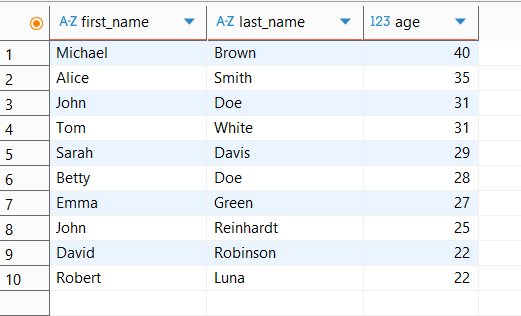 A-Z first_name A-Z last_name 123 age
1 Michael Brown 40
2 Alice Smith 35
3 John Doe 31
4 Tom White 31
5 Sarah Davis 29
6 Betty Doe 28
7 Emma Green 27
8 John Reinhardt 25
9 David Robinson 22
10 Robert Luna 22